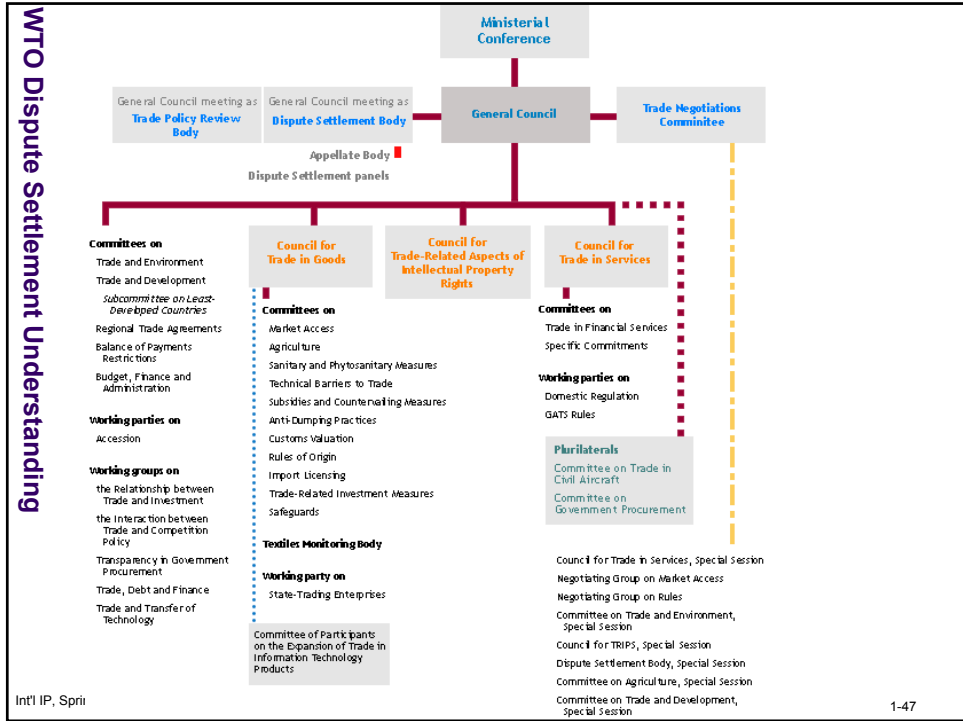 WTO Dispute Settlement Understanding
Ministerial
Conference
General Council meeting as
Trade Policy Review
Body
General Council meeting as
Dispute Settlement Body
General Council
Trade Negotiations
Comminitee
Appellate Body
Dispute Settlement panels
Committees on
Trade and Environment
Trade and Development
Subcommittee on Least-
Developed Countries
Regional Trade Agreements
Balance of Payments
Restrictions
Budget, Finance and
Administration
Working parties on
Accession
Working groups on
the Relationship between
Trade and Investment
the Interaction between
Trade and Competition
Policy
Transparency in Government
Procurement
Trade, Debt and Finance
Trade and Transfer of
Technology
Council for
Trade in Goods
Committees on
Market Access
Agriculture
Sanitary and Phytosanitary Measures
Technical Barriers to Trade
Subsidies and Countervailing Measures
Anti-Dumping Practices
Customs Valuation
Rules of Origin
Import Licensing
Trade-Related Investment Measures
Safeguards
Textiles Monitoring Body
Working party on
State-Trading Enterprises
Committee of Participants
on the Expansion of Trade in
Information Technology
Products
Council for
Trade-Related Aspects of
Intellectual Property
Rights
Council for
Trade in Services
Committees on
Trade in Financial Services
Specific Commitments
Working parties on
Domestic Regulation
GATS Rules
Plurilaterals
Committee on Trade in
Civil Aircraft
Committee on
Government Procurement
Council for Trade in Services, Special Session
Negotiating Group on Market Access
Negotiating Group on Rules
Committee on Trade and Environment,
Special Session
Council for TRIPS, Special Session
Dispute Settlement Body, Special Session
Committee on Agriculture, Special Session
Committee on Trade and Development,
Special Session
Int'l IP,
1-47